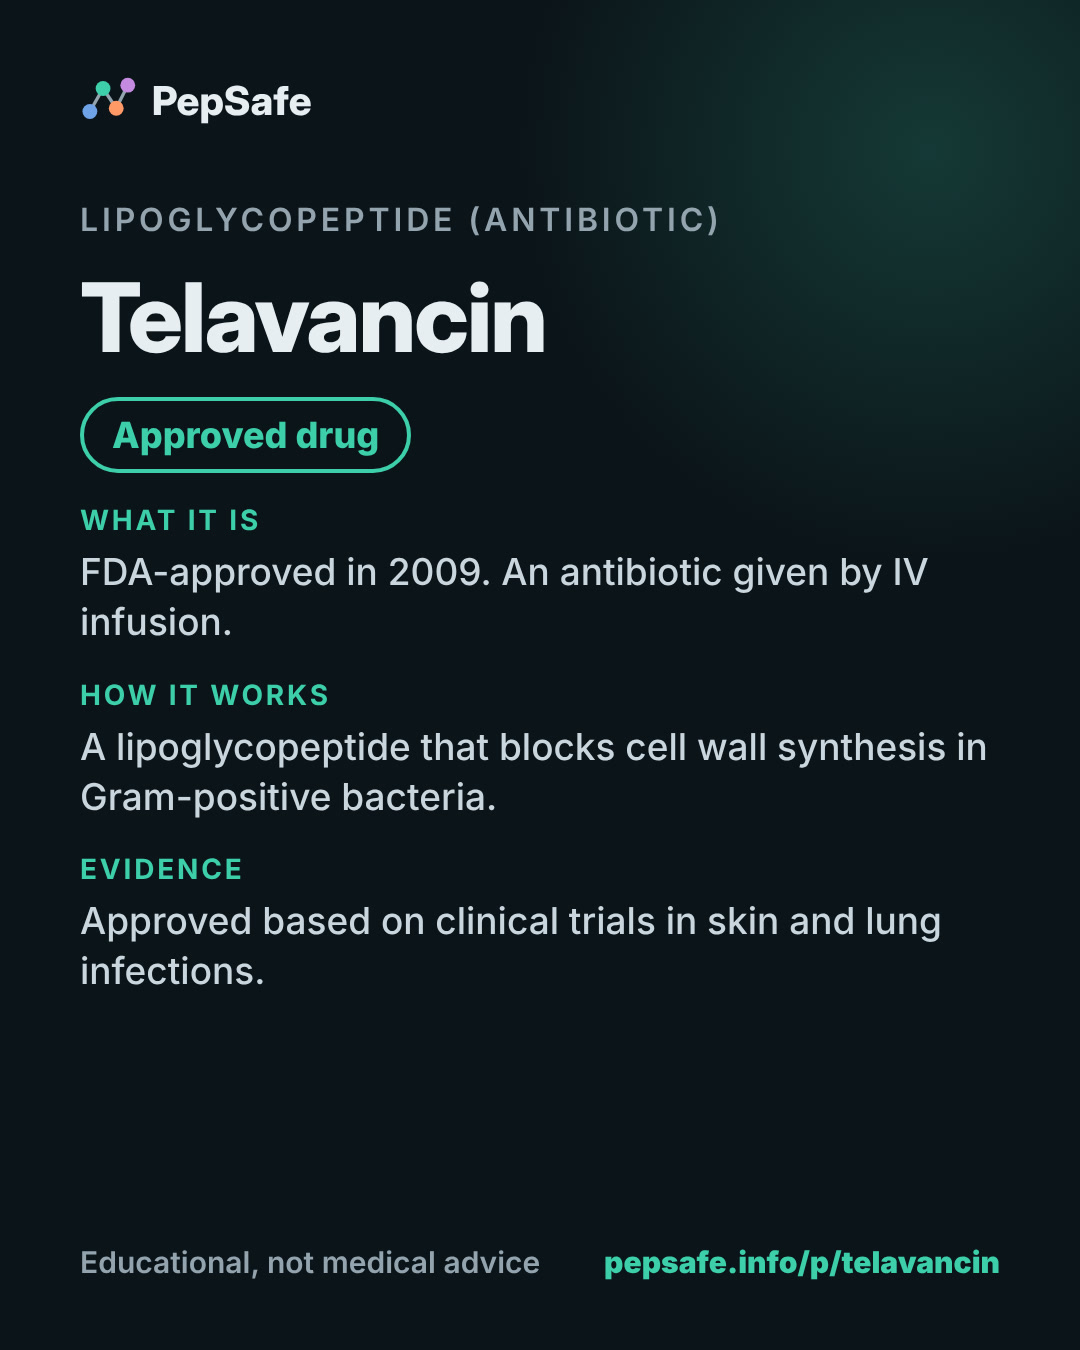 PepSafe
LIPOGLYCOPEPTIDE (ANTIBIOTIC)
Telavancin
Approved drug
WHAT IT IS
FDA-approved in 2009. An antibiotic given by IV
infusion.
HOW IT WORKS
A lipoglycopeptide that blocks cell wall synthesis in
Gram-positive bacteria.
EVIDENCE
Approved based on clinical trials in skin and lung
infections.
Educational, not medical advice
pepsafe.info/p/telavancin